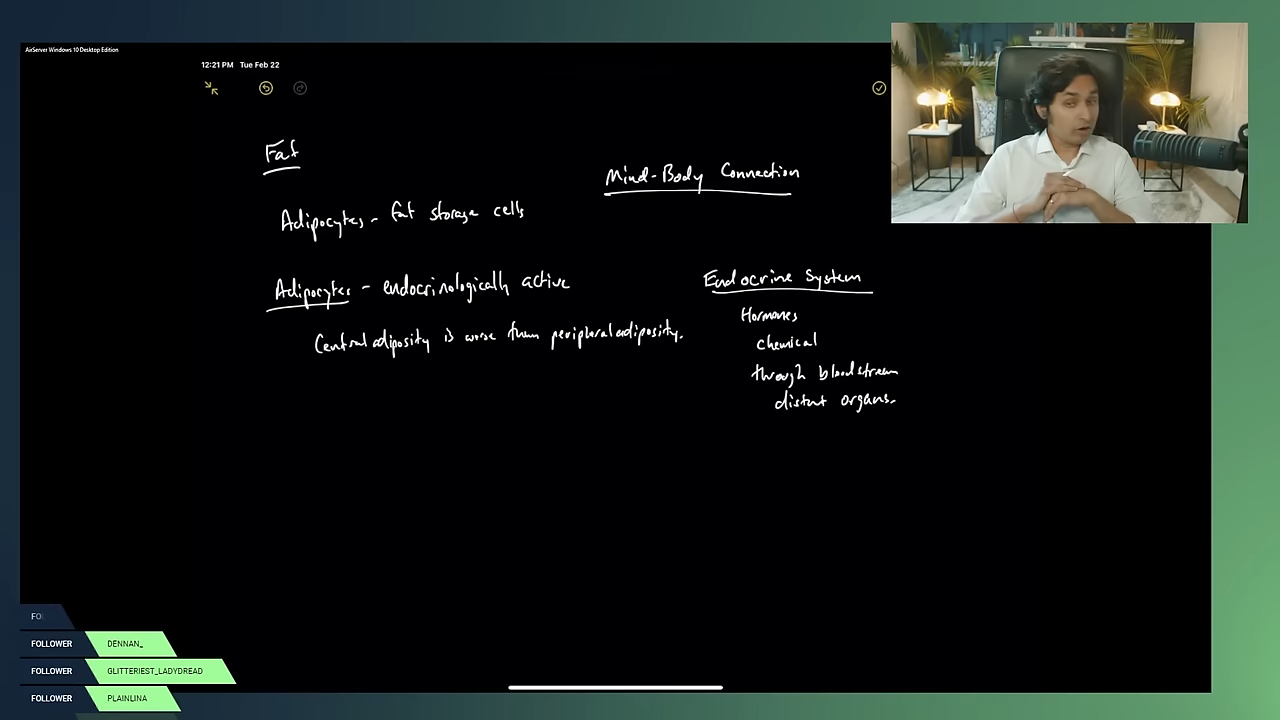 AirServer Windows 10 Desktop Edition
12:21 PM Tue Feb 22
Fat
Mind-Body Connection
Adipocytes - fat storage cells
Adipocytes - endocrinologically active
Central adiposity is worse than peripheral adiposity.
Endocrine System
Hormones
chemical
through bloodstream
distant organs.
FO
FOLLOWER DENNAN_
FOLLOWER GLITTERIEST_LADYDREAD
FOLLOWER PLAINLINA